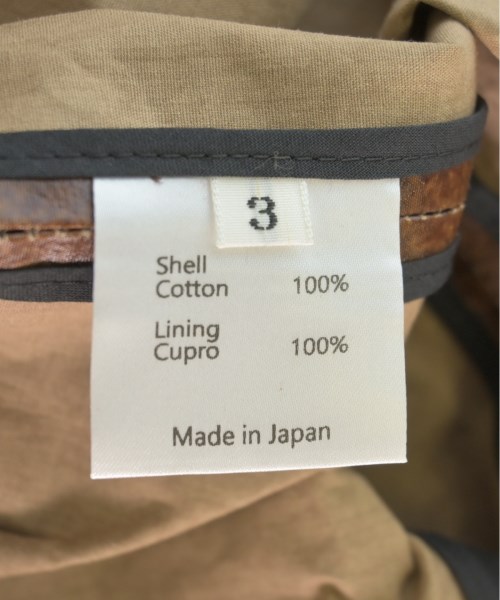 3
Shell
Cotton 100%
Lining
Cupro 100%
Made in Japan